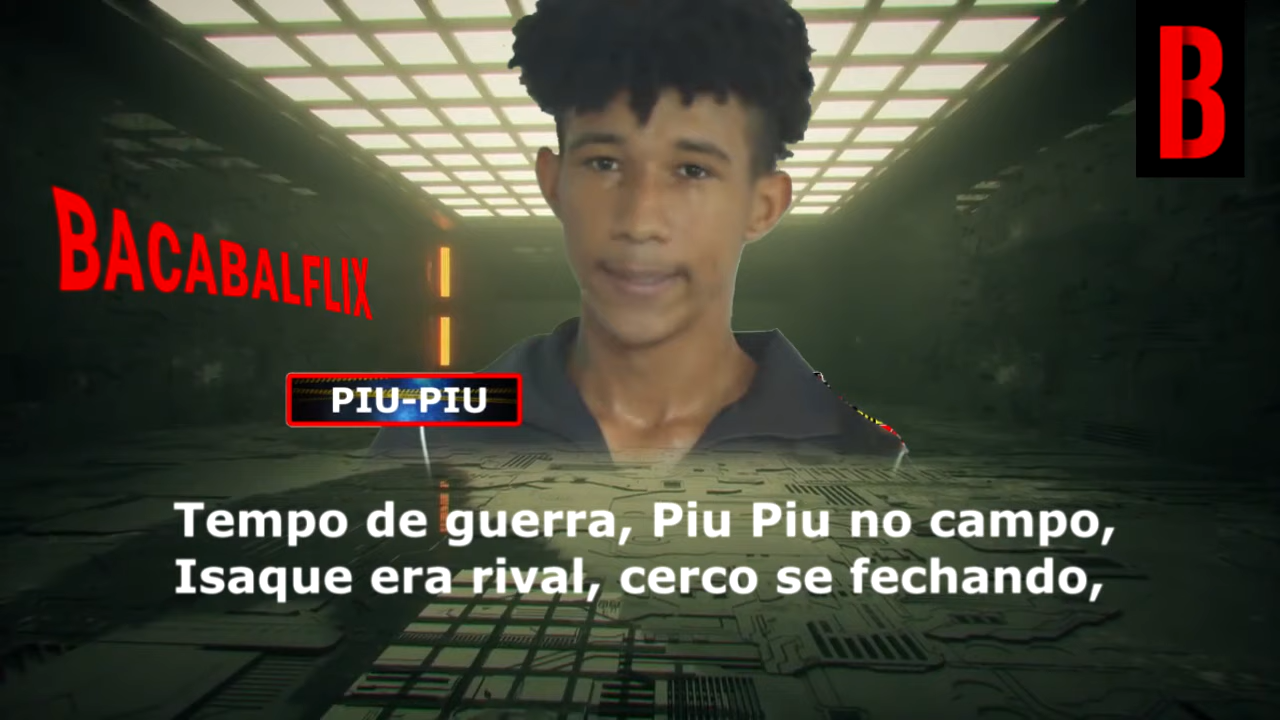 B
BACABALFLIX
PIU-PIU
Tempo de guerra, Piu Piu no campo,
Isaque era rival, cerco se fechando,